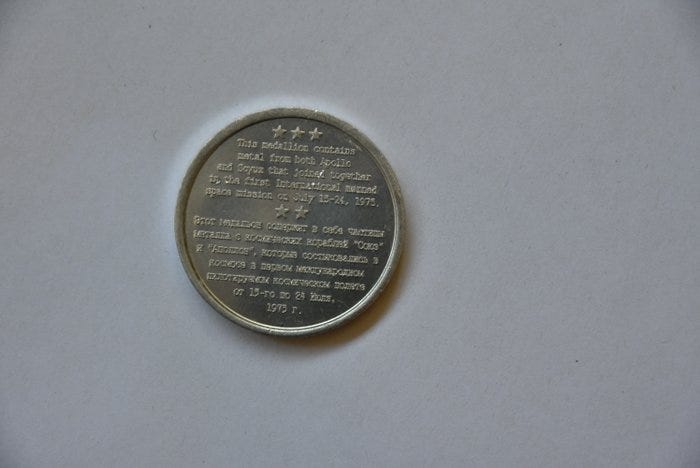 This medallion contains
metal from both Apollo
and Soyuz that joined together
in the first International manned
space mission on July 15-24, 1975.
Этот медальон содержит в себе частицы
металла с космических кораблей "Союз"
и "Аполлон", которые состыковались в
космосе в первом международном
пилотируемом космическом полете
от 15-го по 24 Июля,
1975 г.